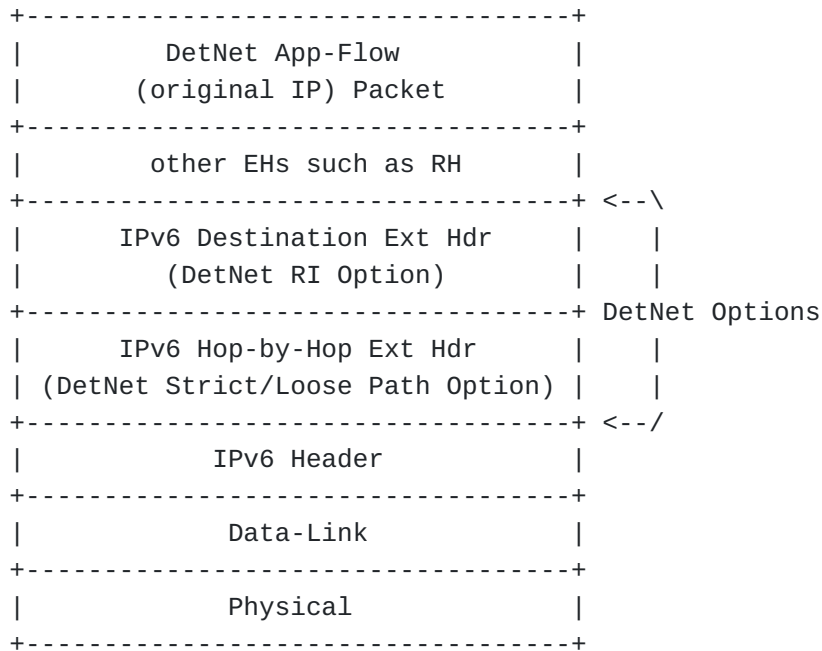 +-----------------------------------+
|         DetNet App-Flow           |
|       (original IP) Packet        |
+-----------------------------------+
|        other EHs such as RH       |
+-----------------------------------+ <--\
|      IPv6 Destination Ext Hdr     |    |
|         (DetNet RI Option)        |    |
+-----------------------------------+ DetNet Options
|      IPv6 Hop-by-Hop Ext Hdr      |    |
| (DetNet Strict/Loose Path Option) |    |
+-----------------------------------+ <--/
|            IPv6 Header            |
+-----------------------------------+
|             Data-Link             |
+-----------------------------------+
|             Physical              |
+-----------------------------------+